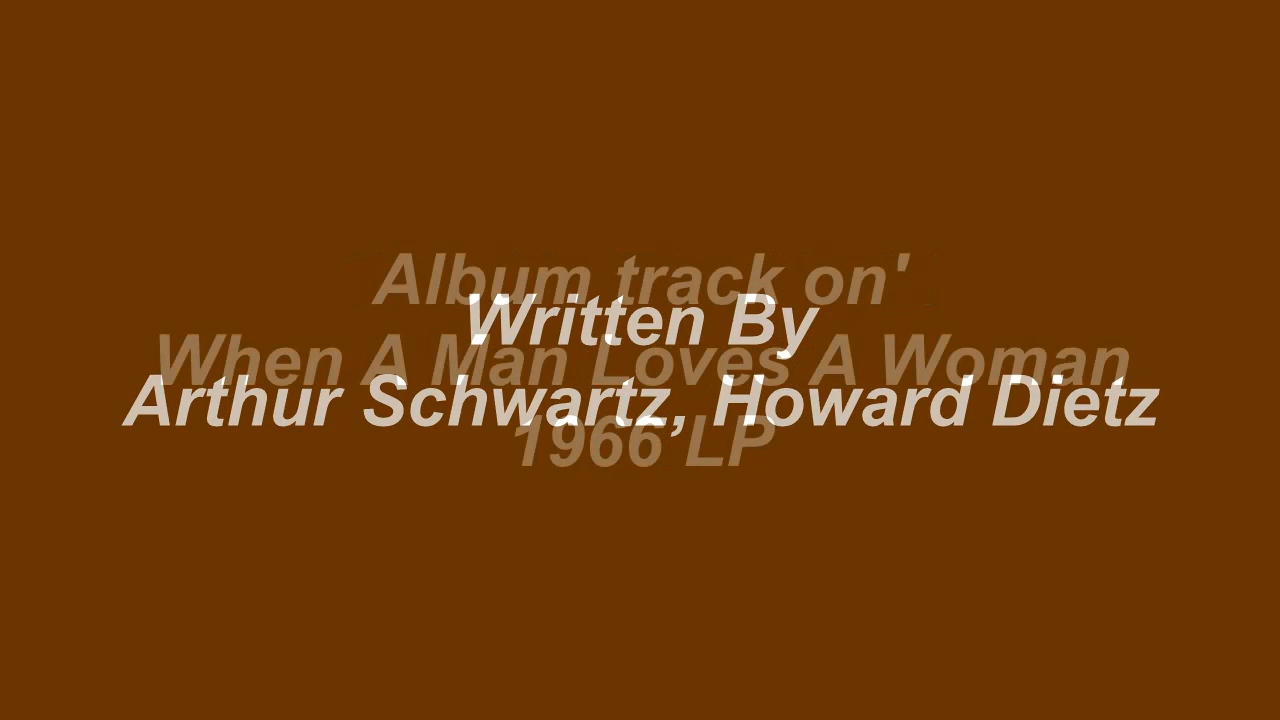 Album track on'
When A Man Loves A Woman
1966 LP
Written By
Arthur Schwartz, Howard Dietz